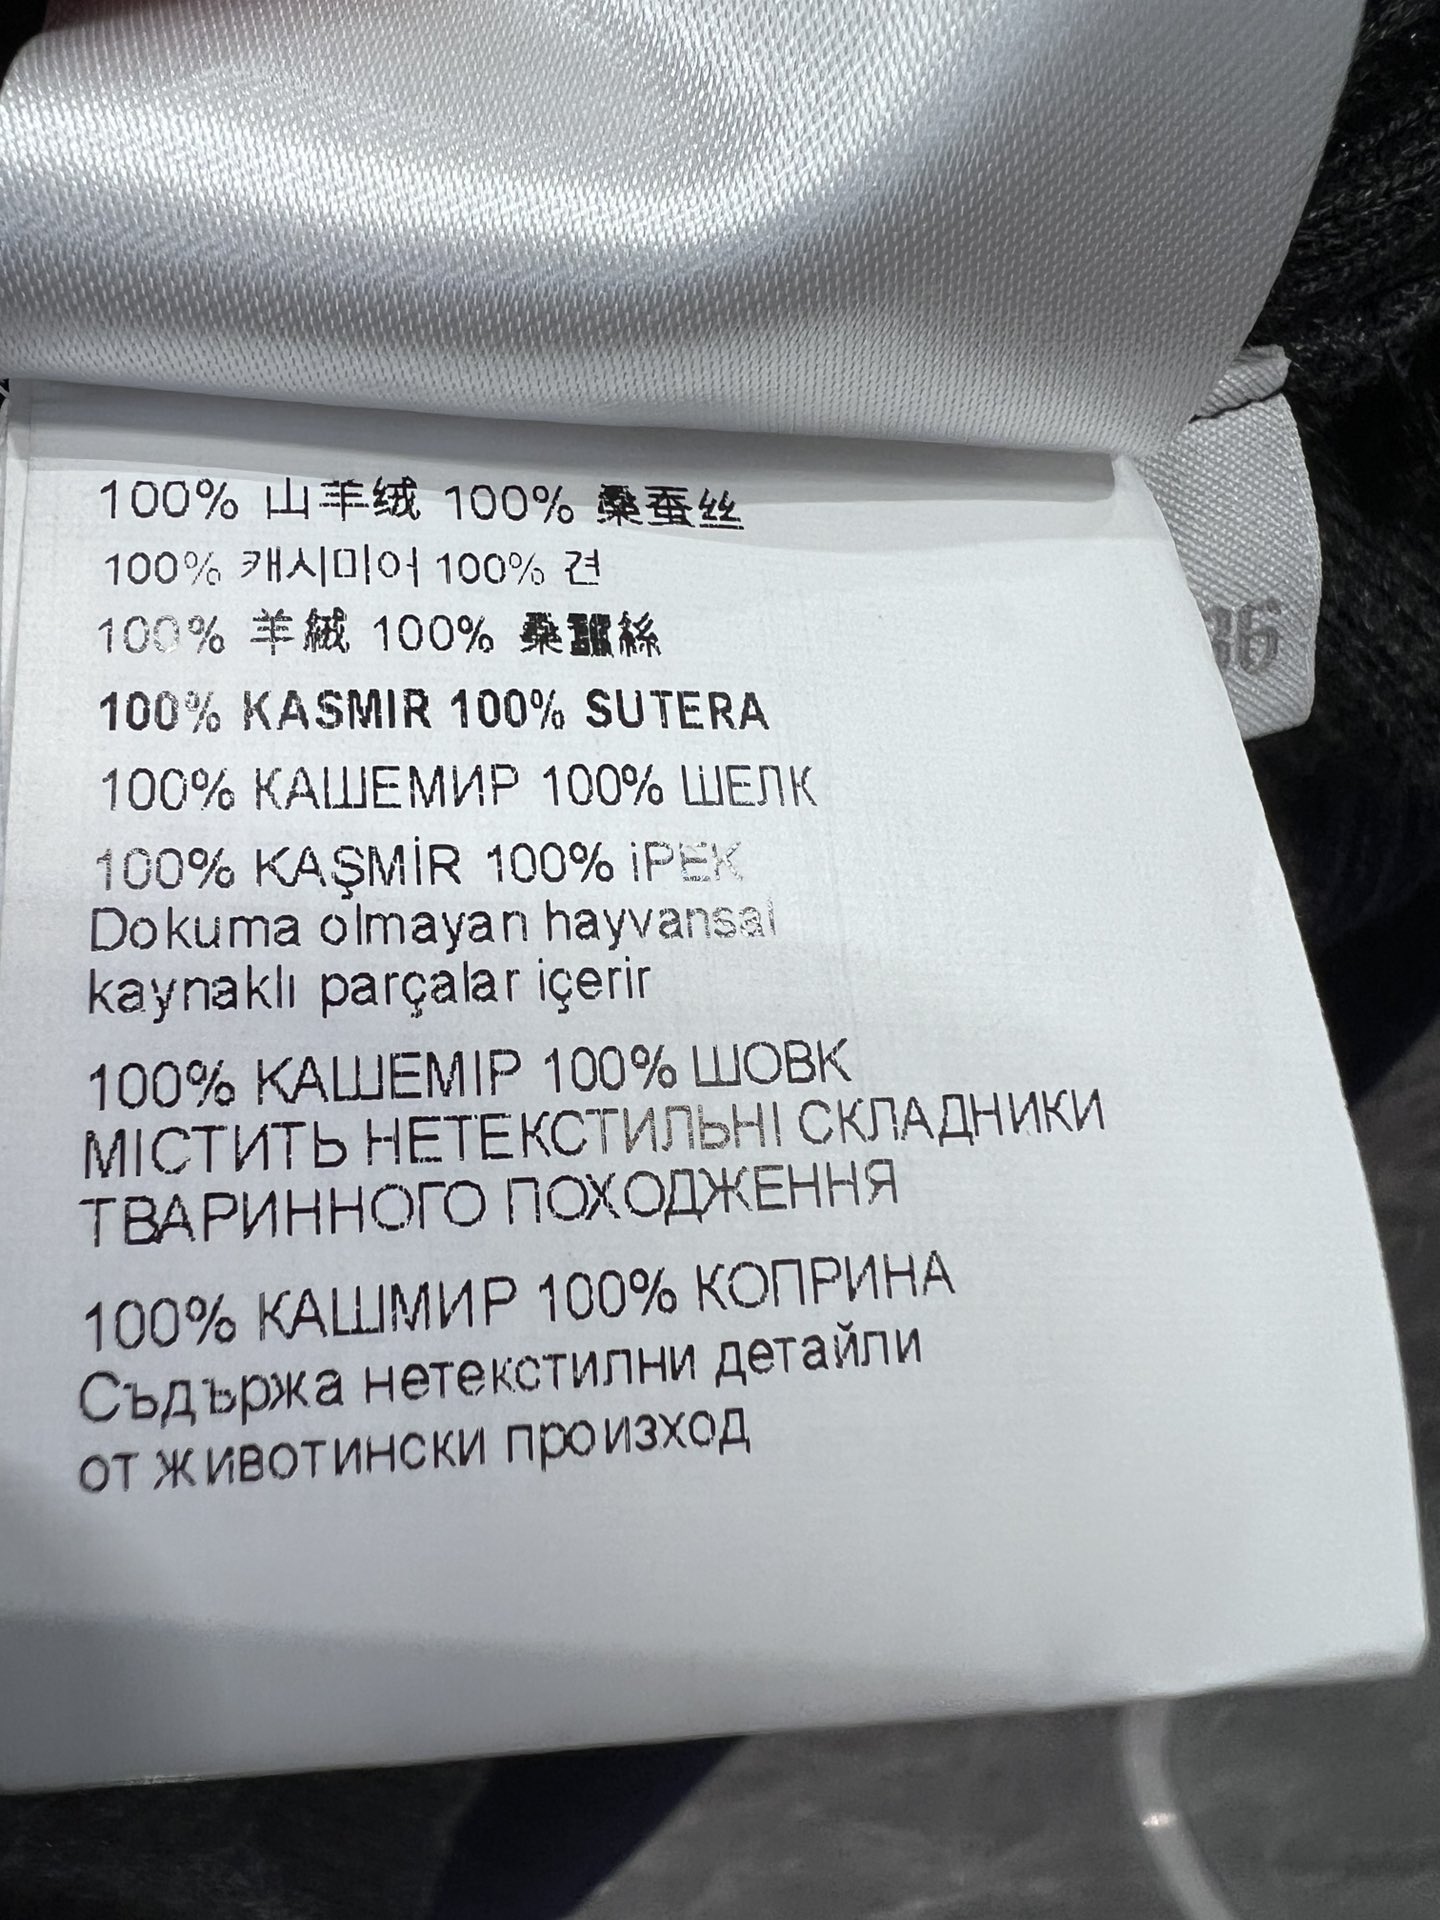 100% 山羊绒 100% 桑蚕丝
100% 캐시미어 100% 견
100% 羊絨 100% 桑蠶絲
100% KASMIR 100% SUTERA
100% КАШЕМИР 100% ШЕЛК
100% KAŞMİR 100% İPEK
Dokuma olmayan hayvansal
kaynaklı parçalar içerir
100% КАШЕМІР 100% ШОВК
МІСТИТЬ НЕТЕКСТИЛЬНІ СКЛАДНИКИ
ТВАРИННОГО ПОХОДЖЕННЯ
100% КАШМИР 100% КОПРИНА
Съдържа нетекстилни детайли
от животински произход
36